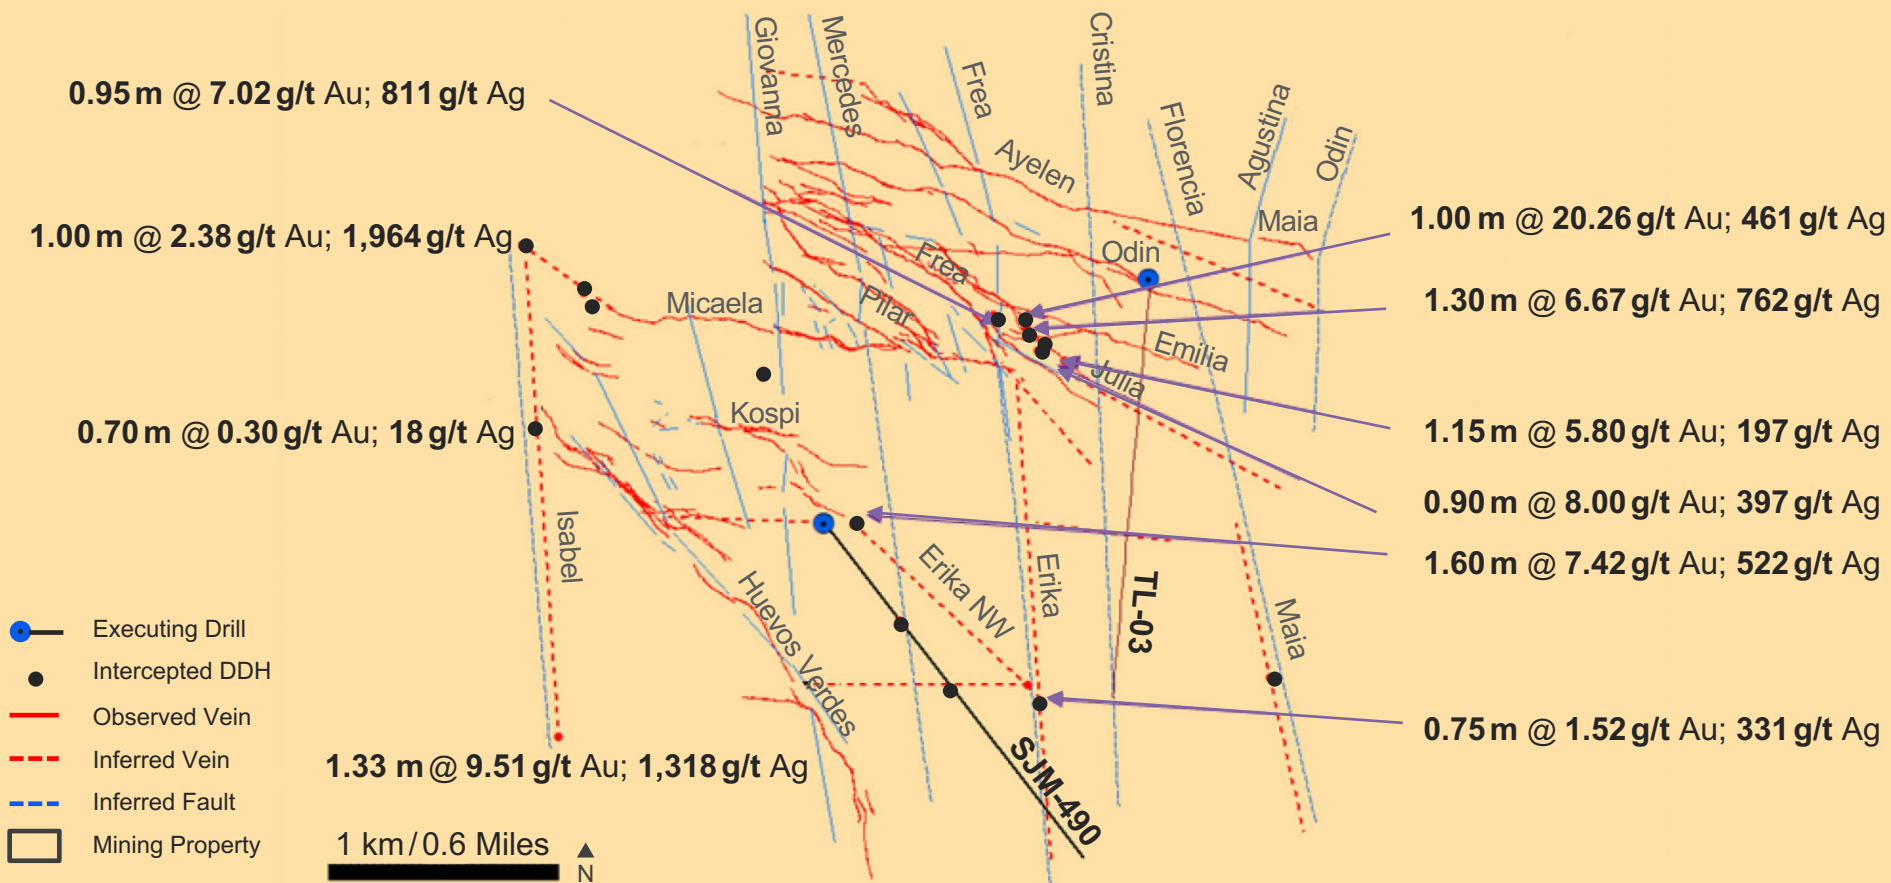 Giovanna
Mercedes
Frea
Cristina
Florencia
Agustina
Odin
0.95 m @ 7.02 g/t Au; 811 g/t Ag
Ayelen
Maia
1.00 m @ 20.26 g/t Au; 461 g/t Ag
1.00 m @ 2.38 g/t Au; 1,964 g/t Ag
Odin
Frea
Micaela
Pilar
1.30 m @ 6.67 g/t Au; 762 g/t Ag
Emilia
Julia
Kospi
0.70 m @ 0.30 g/t Au; 18 g/t Ag
1.15 m @ 5.80 g/t Au; 197 g/t Ag
0.90 m @ 8.00 g/t Au; 397 g/t Ag
Isabel
1.60 m @ 7.42 g/t Au; 522 g/t Ag
Erika NW
Erika
TL-03
Maia
Huevos Verdes
Executing Drill
Intercepted DDH
Observed Vein
Inferred Vein
Inferred Fault
Mining Property
0.75 m @ 1.52 g/t Au; 331 g/t Ag
1.33 m @ 9.51 g/t Au; 1,318 g/t Ag
SJM-490
1 km / 0.6 Miles
N